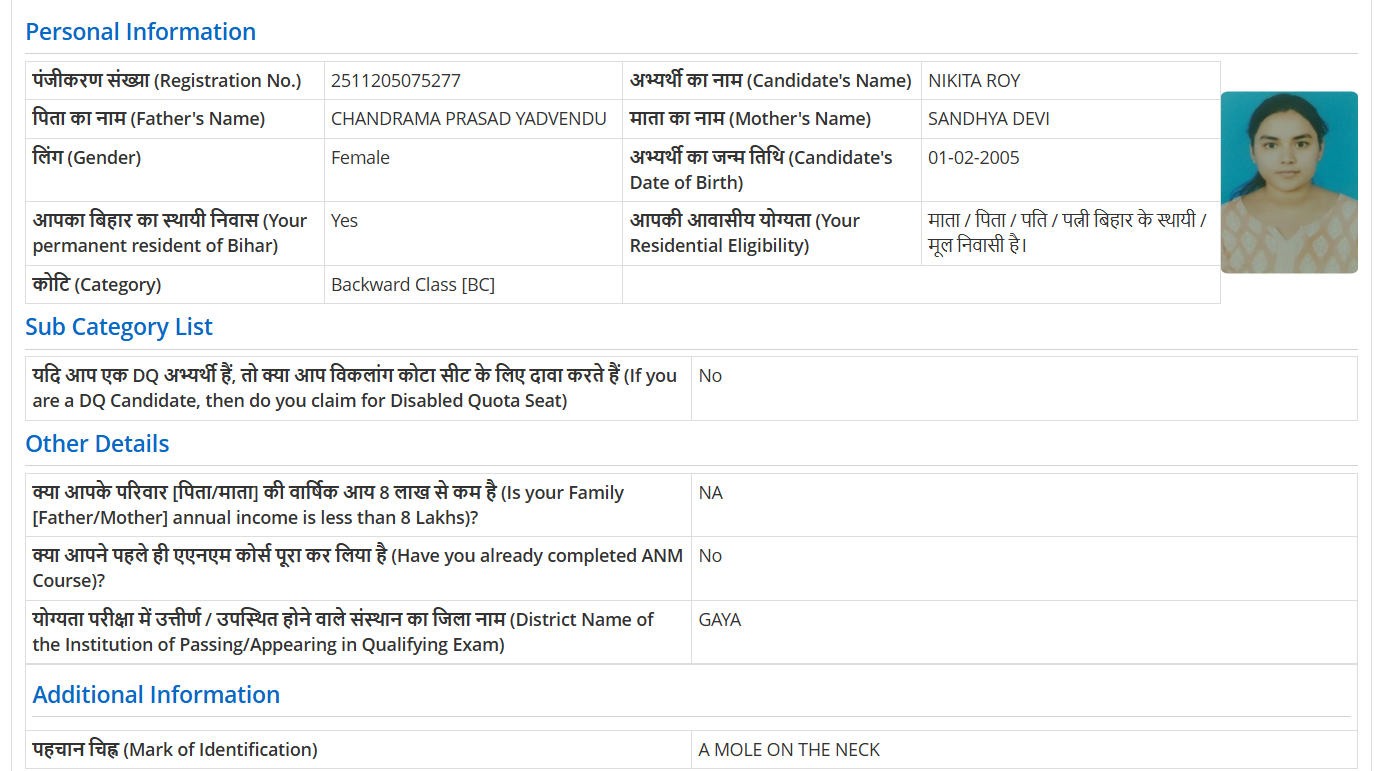 Personal Information
पंजीकरण संख्या (Registration No.) 2511205075277 अभ्यर्थी का नाम (Candidate's Name) NIKITA ROY
पिता का नाम (Father's Name) CHANDRAMA PRASAD YADVENDU माता का नाम (Mother's Name) SANDHYA DEVI
लिंग (Gender) Female अभ्यर्थी का जन्म तिथि (Candidate's
Date of Birth) 01-02-2005
आपका बिहार का स्थायी निवास (Your
permanent resident of Bihar) Yes आपकी आवासीय योग्यता (Your
Residential Eligibility) माता / पिता / पति / पत्नी बिहार के स्थायी /
मूल निवासी है।
कोटि (Category) Backward Class [BC]
Sub Category List
यदि आप एक DQ अभ्यर्थी हैं, तो क्या आप विकलांग कोटा सीट के लिए दावा करते हैं (If you
are a DQ Candidate, then do you claim for Disabled Quota Seat) No
Other Details
क्या आपके परिवार [पिता/माता] की वार्षिक आय 8 लाख से कम है (Is your Family
[Father/Mother] annual income is less than 8 Lakhs)? NA
क्या आपने पहले ही एएनएम कोर्स पूरा कर लिया है (Have you already completed ANM
Course)? No
योग्यता परीक्षा में उत्तीर्ण / उपस्थित होने वाले संस्थान का जिला नाम (District Name of
the Institution of Passing/Appearing in Qualifying Exam) GAYA
Additional Information
पहचान चिह्न (Mark of Identification) A MOLE ON THE NECK